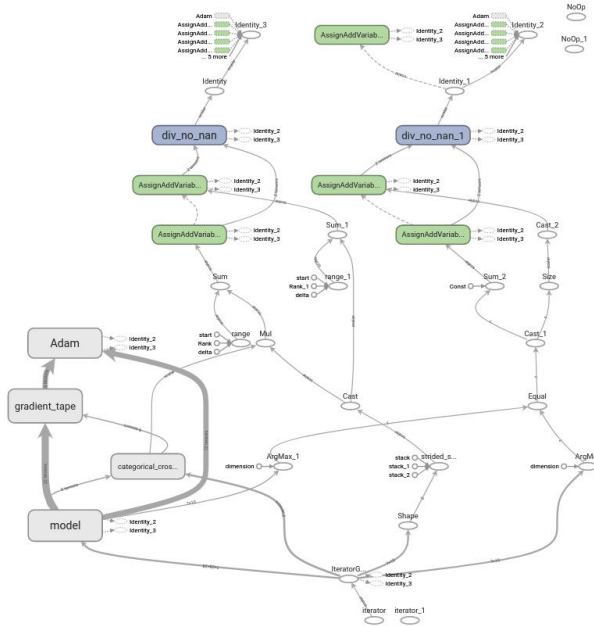 Adam
AssignAdd...
AssignAdd...
AssignAdd...
AssignAdd...
... 5 more
Identity_3
AssignAddVariab...
Identity_2
Identity_3
Adam
AssignAdd...
AssignAdd...
AssignAdd...
AssignAdd...
... 5 more
Identity_2
NoOp
NoOp_1
Identity
Identity_1
div_no_nan
Identity_2
Identity_3
div_no_nan_1
Identity_2
Identity_3
AssignAddVariab...
Identity_2
Identity_3
AssignAddVariab...
Identity_2
Identity_3
AssignAddVariab...
Identity_2
Identity_3
Sum_1
AssignAddVariab...
Identity_2
Identity_3
Cast_2
Sum
start
Rank_1
delta
range_1
Const
Sum_2
Size
start
Rank
delta
range
Mul
Cast_1
Adam
Identity_2
Identity_3
gradient_tape
Cast
Equal
categorical_cros...
dimension
ArgMax_1
stack
stack_1
stack_2
strided_s...
dimension
ArgMa
model
Identity_2
Identity_3
Shape
IteratorG...
Identity_2
Identity_3
iterator
iterator_1